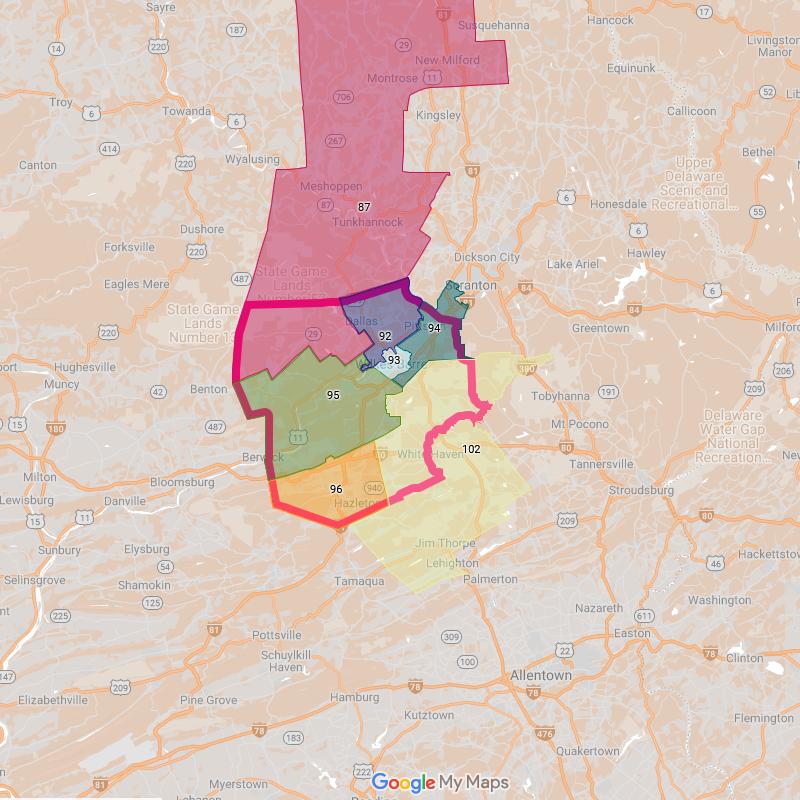 Sayre
Susquehanna
Hancock
17
187
14
220
29
New Milford
Livingston
Manor
Equinunk
Montrose
11
Troy
6
Towanda
706
52
Kingsley
Callicoon
6
267
414
Wyalusing
220
Bethel
Canton
81
Upper
Delaware
Scenic and
Recreational...
Meshoppen
87
87
6
Honesdale
55
Tunkhannock
Dushore
Forksville
220
Hawley
Dickson City
Lake Ariel
State Game
Lands
487
Eagles Mere
Scranton
84
6
State Game
Lands
Greentown
84
Milford
Dallas
94
92
29
93
Hughesville
Muncy
220
380
206
209
Benton
42
95
Tobyhanna
191
487
180
11
Mt Pocono
Delaware
Water Gap
National
Recreation...
102
80
Berwick
White Haven
Tannersville
Milton
Bloomsburg
96
940
Stroudsburg
Lewisburg
Danville
Hazleton
80
15
11
209
Sunbury
Elysburg
Jim Thorpe
Hackettstown
Lehighton
46
54
Selinsgrove
Shamokin
Tamaqua
Palmerton
125
Washington
225
Nazareth
611
81
Easton
Pottsville
309
22
Clinton
Schuylkill
Haven
100
147
Allentown
78
209
78
Elizabethville
Pine Grove
Hamburg
Kutztown
Flemington
78
476
183
Quakertown
222
81
Myerstown
Google My Maps
Lebanon